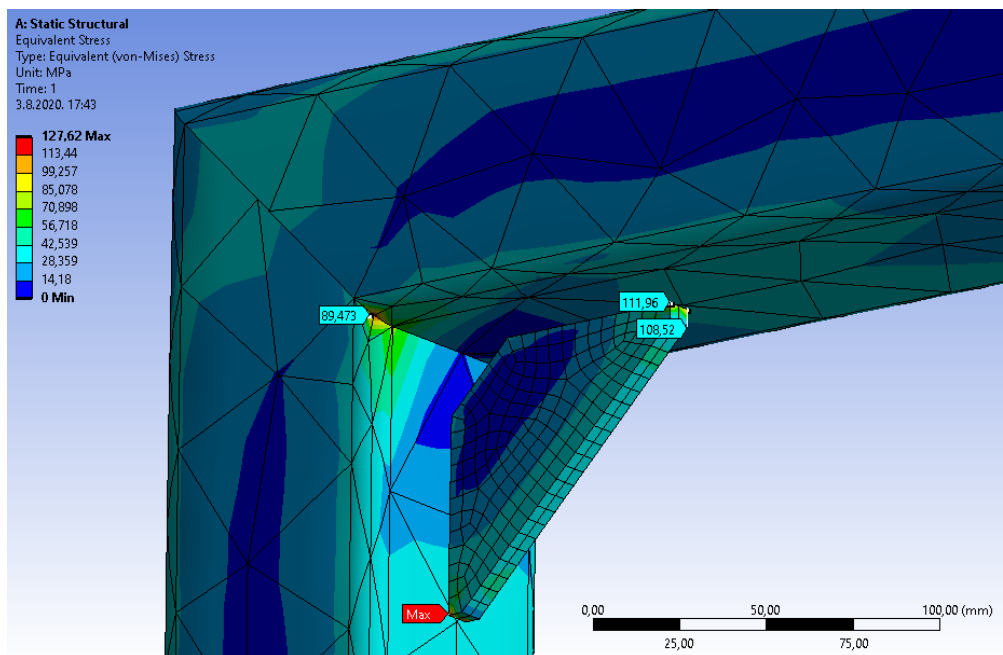 A: Static Structural
Equivalent Stress
Type: Equivalent (von-Mises) Stress
Unit: MPa
Time: 1
3.8.2020. 17:43
127,62 Max
113,44
99,257
85,078
70,898
56,718
42,539
28,359
14,18
0 Min
89,473
111,96
108,52
Max
0,00
50,00
100,00 (mm)
25,00
75,00